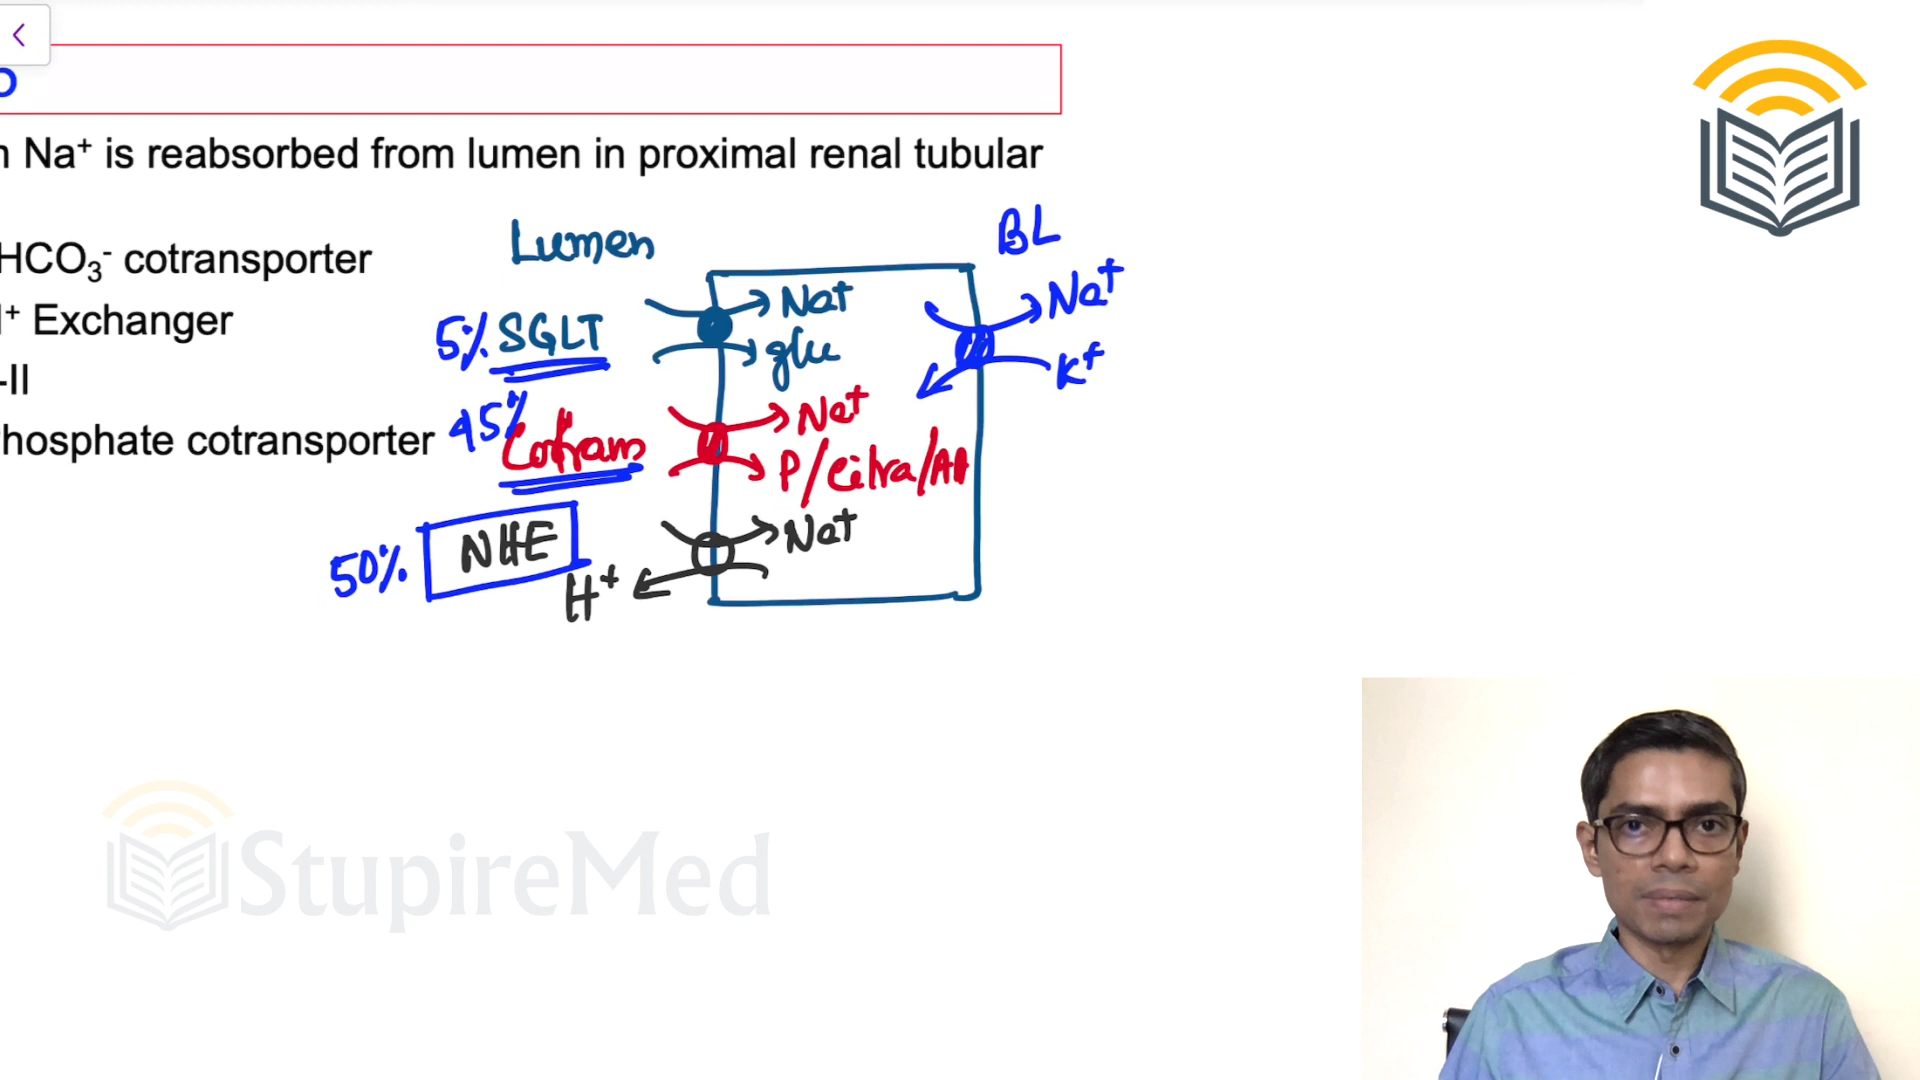 Na⁺ is reabsorbed from lumen in proximal renal tubular
HCO₃⁻ cotransporter
⁺ Exchanger
-II
hosphate cotransporter
Lumen
BL
5% SGLT
Na⁺
glu
Na⁺
K⁺
45%
Cotrans
Na⁺
P/Citra/AA
50%
NHE
Na⁺
H⁺
StupireMed